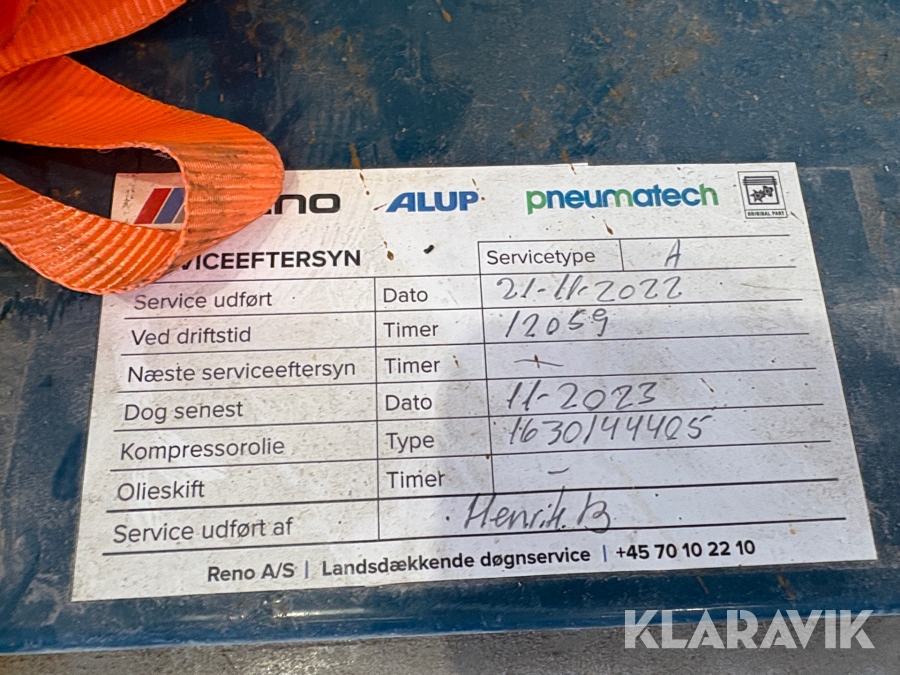 ALUP pneumatech
ORIGINAL PART
Servicetype A
Service udført Dato 21-11-2022
Ved driftstid Timer 12059
Næste serviceeftersyn Timer —
Dog senest Dato 11-2023
Kompressorolie Type 1630144405
Olieskift Timer —
Service udført af Henrik B
Reno A/S | Landsdækkende døgnservice | +45 70 10 22 10
KLARAVIK